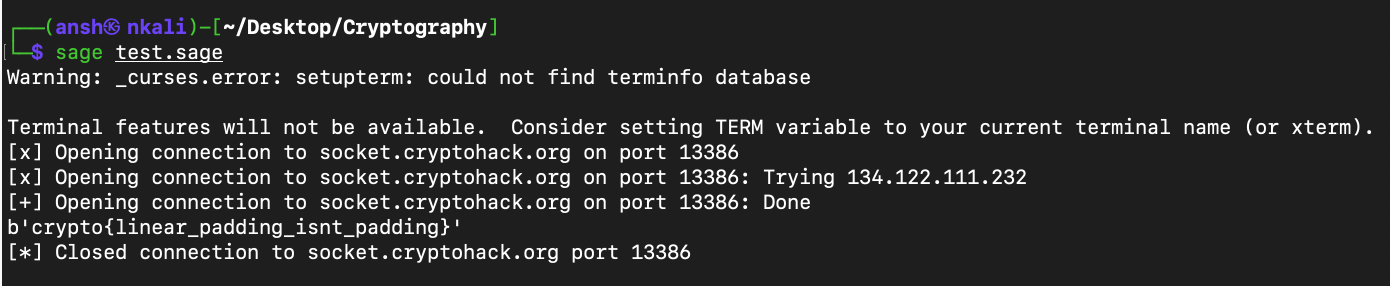 ┌──(ansh㉿nkali)-[~/Desktop/Cryptography]
└─$ sage test.sage
Warning: _curses.error: setupterm: could not find terminfo database
Terminal features will not be available.  Consider setting TERM variable to your current terminal name (or xterm).
[x] Opening connection to socket.cryptohack.org on port 13386
[x] Opening connection to socket.cryptohack.org on port 13386: Trying 134.122.111.232
[+] Opening connection to socket.cryptohack.org on port 13386: Done
b'crypto{linear_padding_isnt_padding}'
[*] Closed connection to socket.cryptohack.org port 13386